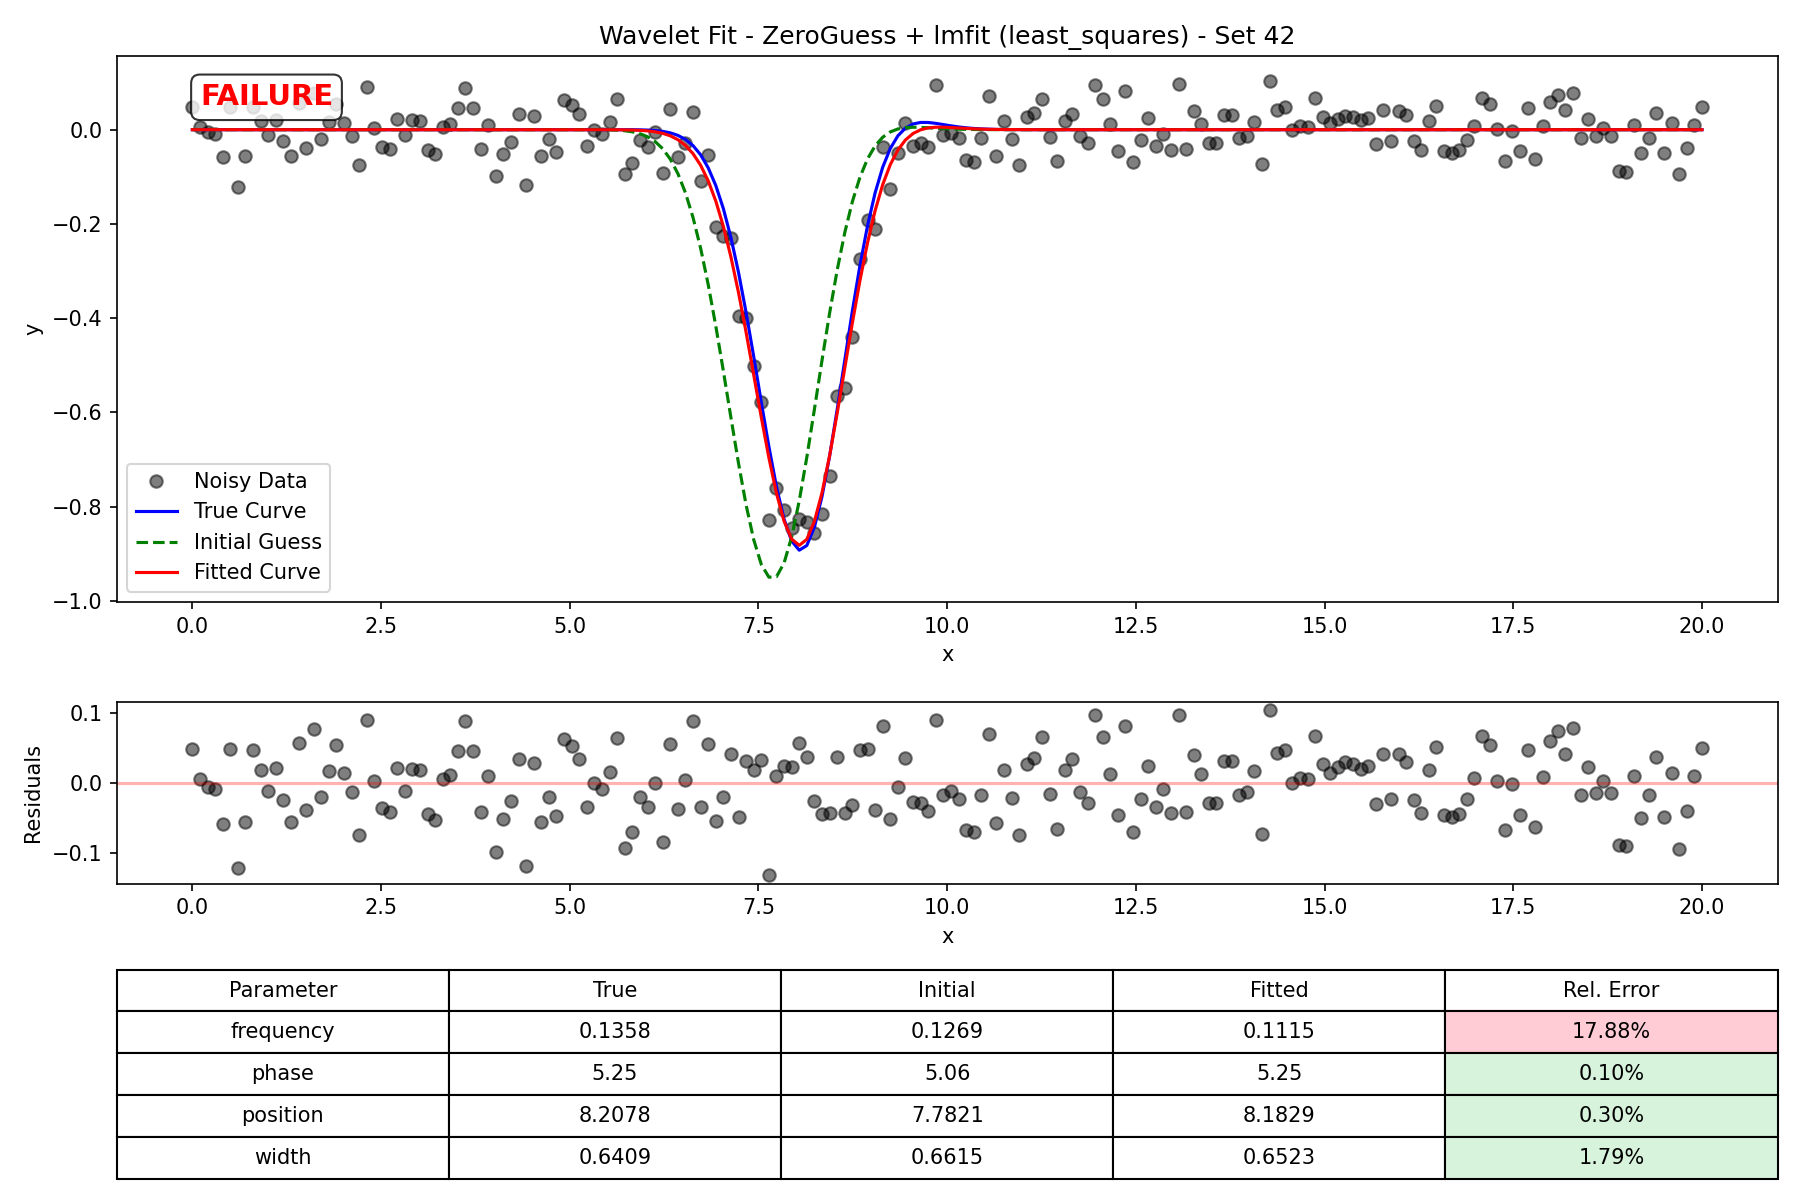 Wavelet Fit - ZeroGuess + lmfit (least_squares) - Set 42
FAILURE
0.0
−0.2
−0.4
−0.6
−0.8
−1.0
y
Noisy Data
True Curve
Initial Guess
Fitted Curve
0.0 2.5 5.0 7.5 10.0 12.5 15.0 17.5 20.0
x
0.1
0.0
−0.1
Residuals
0.0 2.5 5.0 7.5 10.0 12.5 15.0 17.5 20.0
x
Parameter True Initial Fitted Rel. Error
frequency 0.1358 0.1269 0.1115 17.88%
phase 5.25 5.06 5.25 0.10%
position 8.2078 7.7821 8.1829 0.30%
width 0.6409 0.6615 0.6523 1.79%